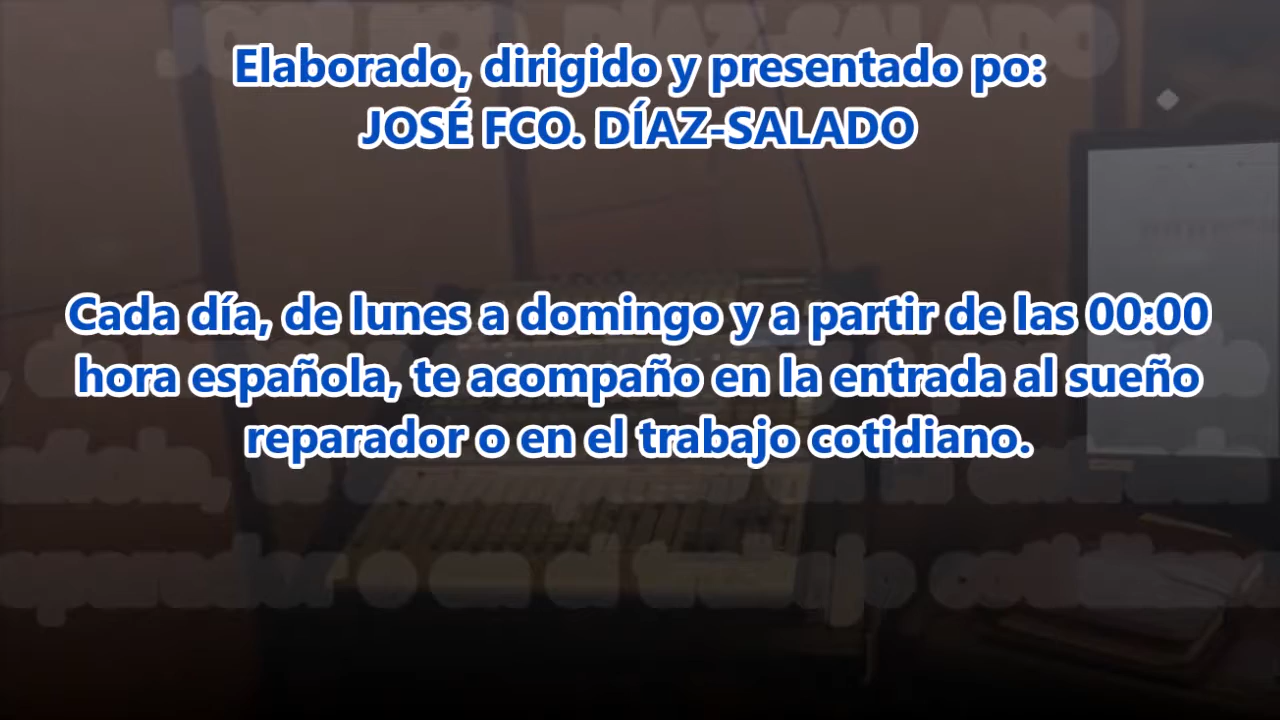 Elaborado, dirigido y presentado po:
JOSÉ FCO. DÍAZ-SALADO
Cada día, de lunes a domingo y a partir de las 00:00
hora española, te acompaño en la entrada al sueño
reparador o en el trabajo cotidiano.